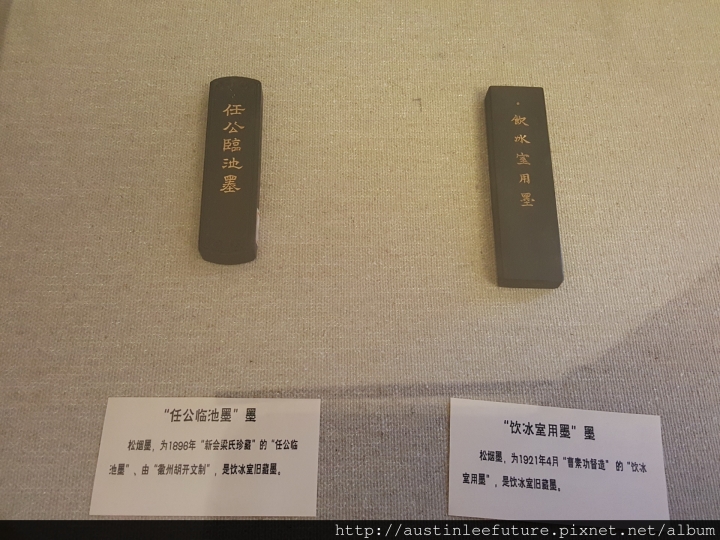 任公臨池墨
飲冰室用墨
“任公临池墨”墨
松烟墨，为1898年“新会梁氏珍藏”的“任公临
池墨”、由“徽州胡开文制”，是饮冰室旧藏墨。
“饮冰室用墨”墨
松烟墨，为1921年4月“曹素功督造”的“饮冰
室用墨”，是饮冰室旧藏墨。
http://austinleefuture.pixnet.net/album